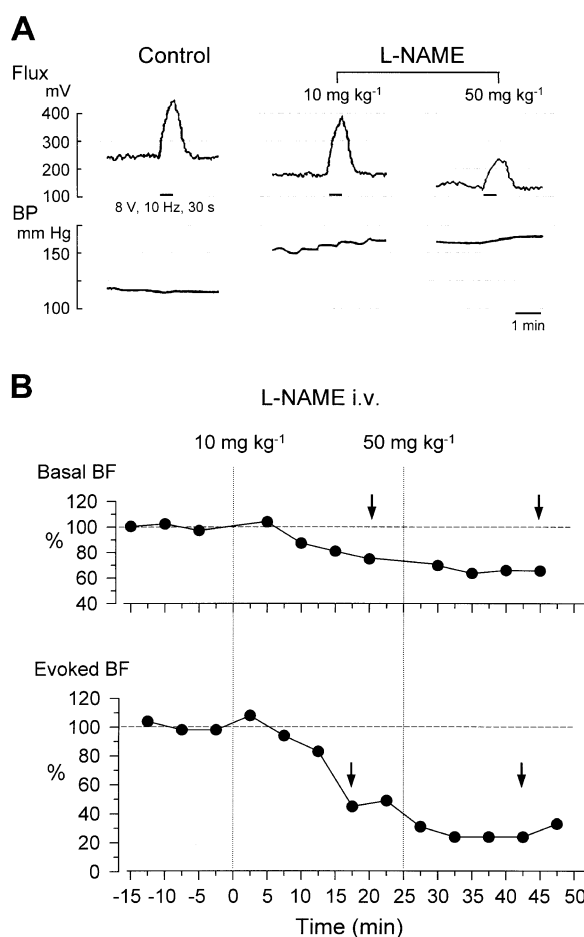 A
Control
L-NAME
Flux
mV
10 mg kg⁻¹
50 mg kg⁻¹
400
300
200
100
8 V, 10 Hz, 30 s
BP
mm Hg
150
100
1 min
B
L-NAME i.v.
10 mg kg⁻¹ 50 mg kg⁻¹
Basal BF
120
100
%
80
60
40
Evoked BF
120
100
80
%
60
40
20
0
-15 -10 -5 0 5 10 15 20 25 30 35 40 45 50
Time (min)